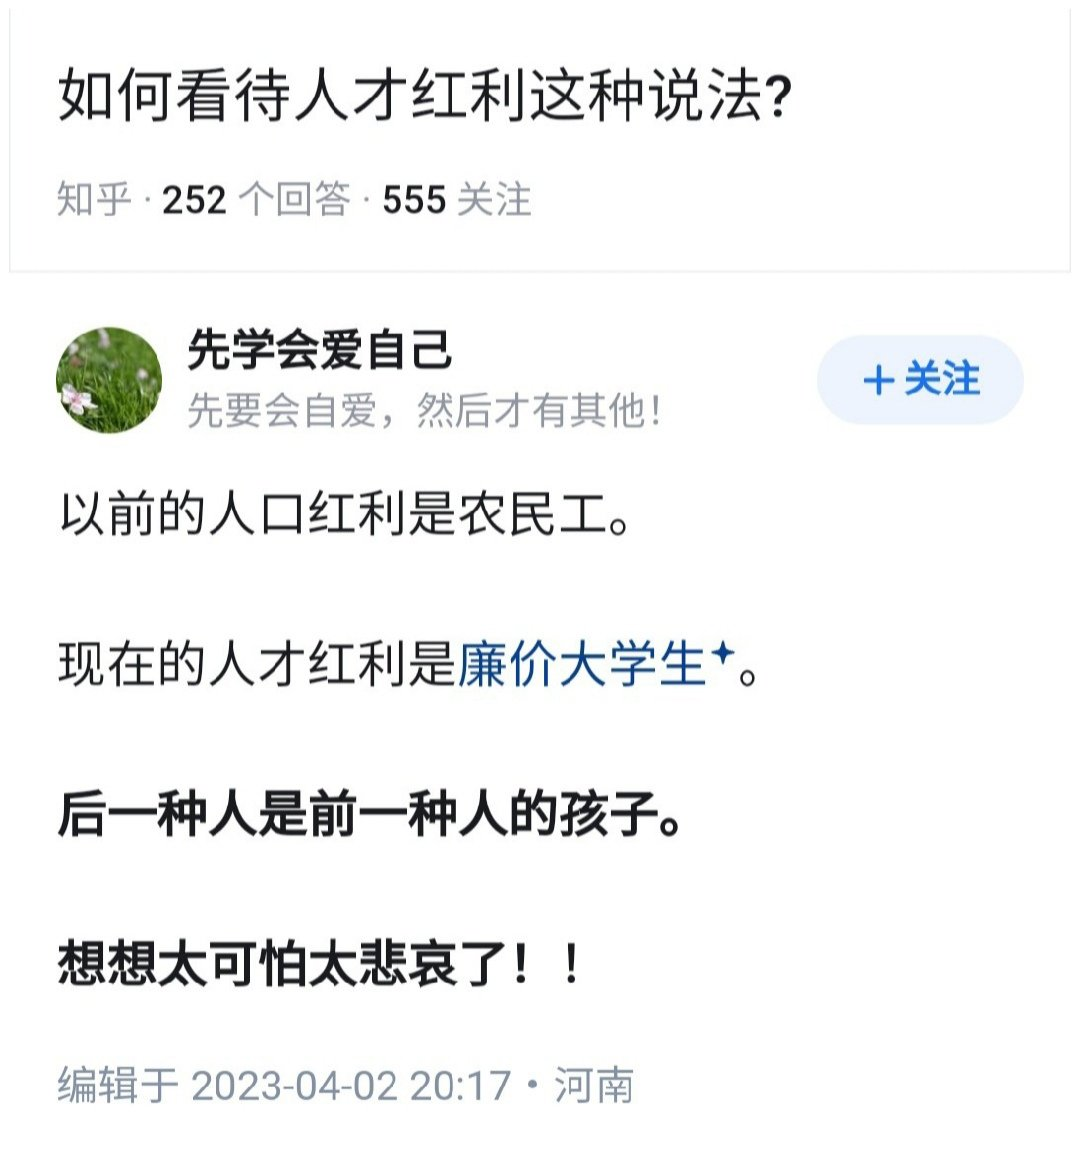 如何看待人才红利这种说法?
知乎 · 252 个回答 · 555 关注
先学会爱自己
先要会自爱，然后才有其他！
+ 关注
以前的人口红利是农民工。
现在的人才红利是廉价大学生。
后一种人是前一种人的孩子。
想想太可怕太悲哀了！！
编辑于 2023-04-02 20:17 · 河南